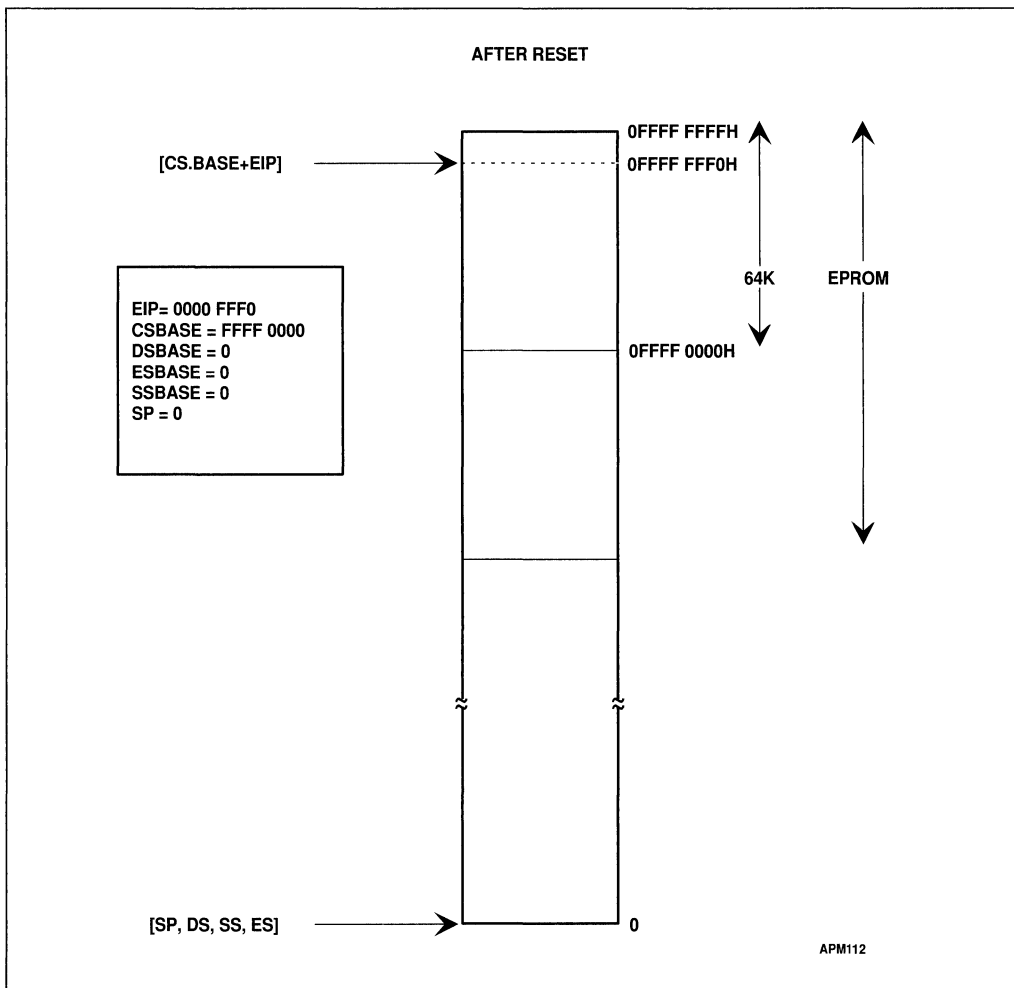 AFTER RESET
0FFFF FFFFH
[CS.BASE+EIP]
0FFFF FFF0H
64K
EPROM
EIP= 0000 FFF0
CSBASE = FFFF 0000
DSBASE = 0
ESBASE = 0
SSBASE = 0
SP = 0
0FFFF 0000H
[SP, DS, SS, ES]
0
APM112